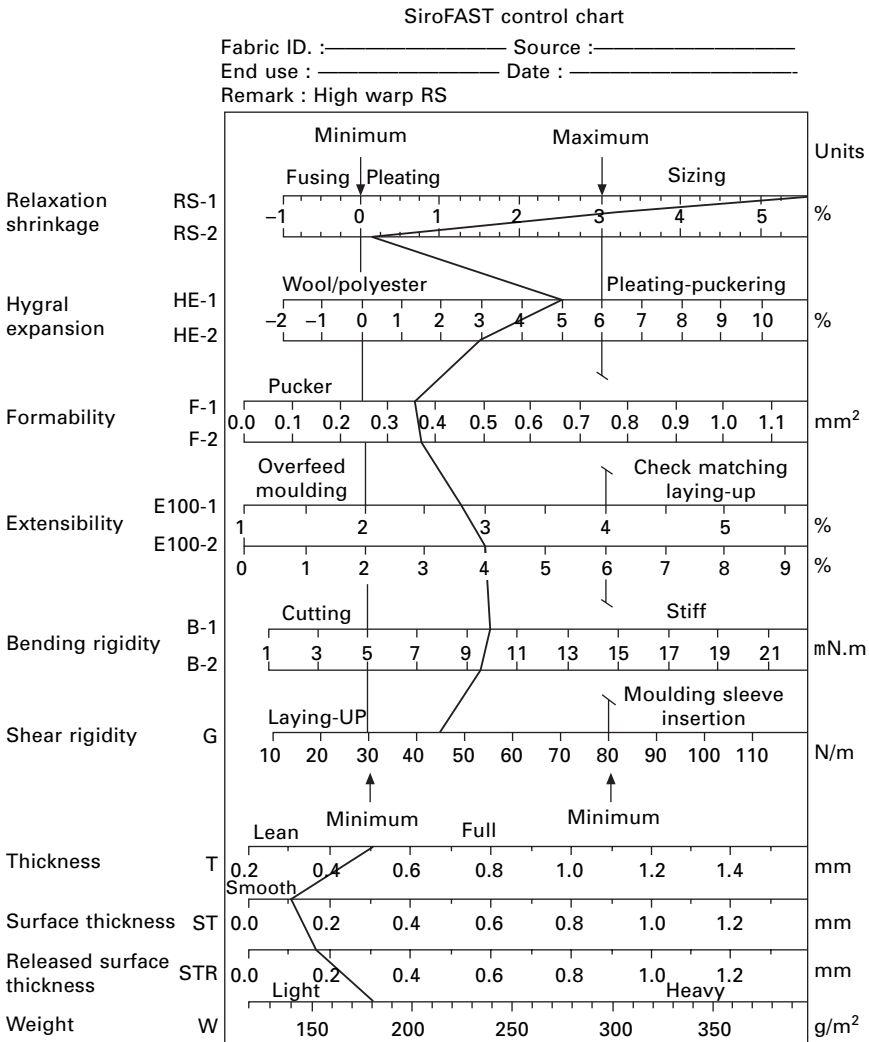 SiroFAST control chart
Fabric ID. :—————————— Source :——————————
End use : —————————— Date : ——————————-
Remark : High warp RS
Minimum Maximum Units
Fusing Pleating Sizing
Relaxation shrinkage
RS-1
–1 0 1 2 3 4 5 %
RS-2
Wool/polyester Pleating-puckering
Hygral expansion
HE-1
–2 –1 0 1 2 3 4 5 6 7 8 9 10 %
HE-2
Pucker
Formability
F-1
0.0 0.1 0.2 0.3 0.4 0.5 0.6 0.7 0.8 0.9 1.0 1.1 mm²
F-2
Overfeed moulding
Check matching laying-up
Extensibility
E100-1
1 2 3 4 5 %
E100-2
0 1 2 3 4 5 6 7 8 9 %
Cutting Stiff
Bending rigidity
B-1
1 3 5 7 9 11 13 15 17 19 21 mN.m
B-2
Laying-UP
Moulding sleeve insertion
Shear rigidity G
10 20 30 40 50 60 70 80 90 100 110 N/m
Minimum Minimum
Lean Full
Thickness T 0.2 0.4 0.6 0.8 1.0 1.2 1.4 mm
Smooth
Surface thickness ST 0.0 0.2 0.4 0.6 0.8 1.0 1.2 mm
Released surface thickness STR 0.0 0.2 0.4 0.6 0.8 1.0 1.2 mm
Light Heavy
Weight W 150 200 250 300 350 g/m²